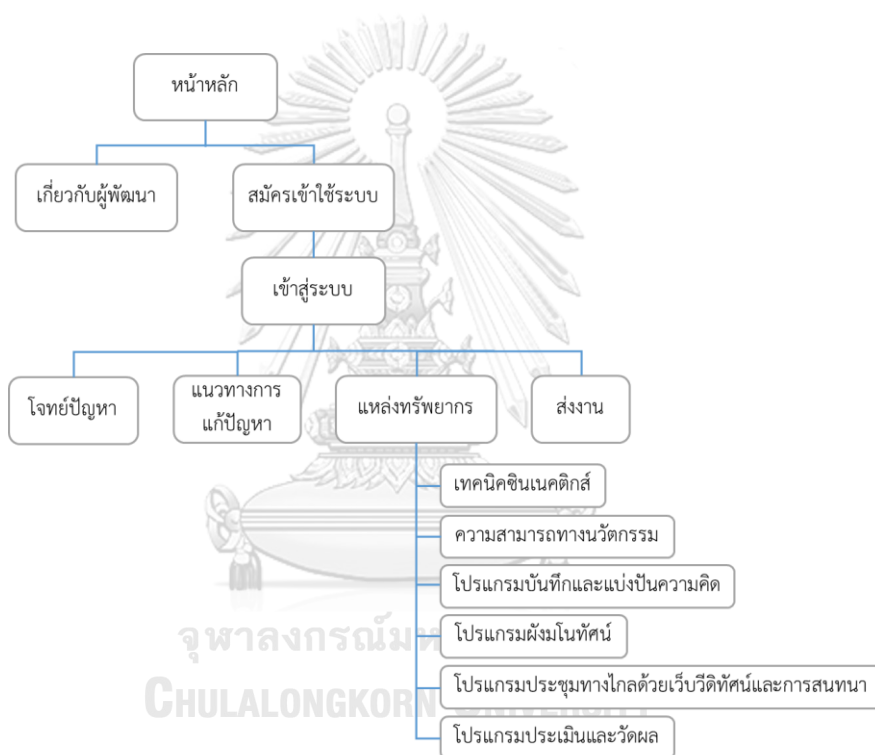 หน้าหลัก
เกี่ยวกับผู้พัฒนา
สมัครเข้าใช้ระบบ
เข้าสู่ระบบ
โจทย์ปัญหา
แนวทางการ
แก้ปัญหา
แหล่งทรัพยากร
ส่งงาน
เทคนิคซินเนคติกส์
ความสามารถทางนวัตกรรม
โปรแกรมบันทึกและแบ่งปันความคิด
โปรแกรมผังมโนทัศน์
โปรแกรมประชุมทางไกลด้วยเว็บวีดิทัศน์และการสนทนา
โปรแกรมประเมินและวัดผล
CHULALONGKORN